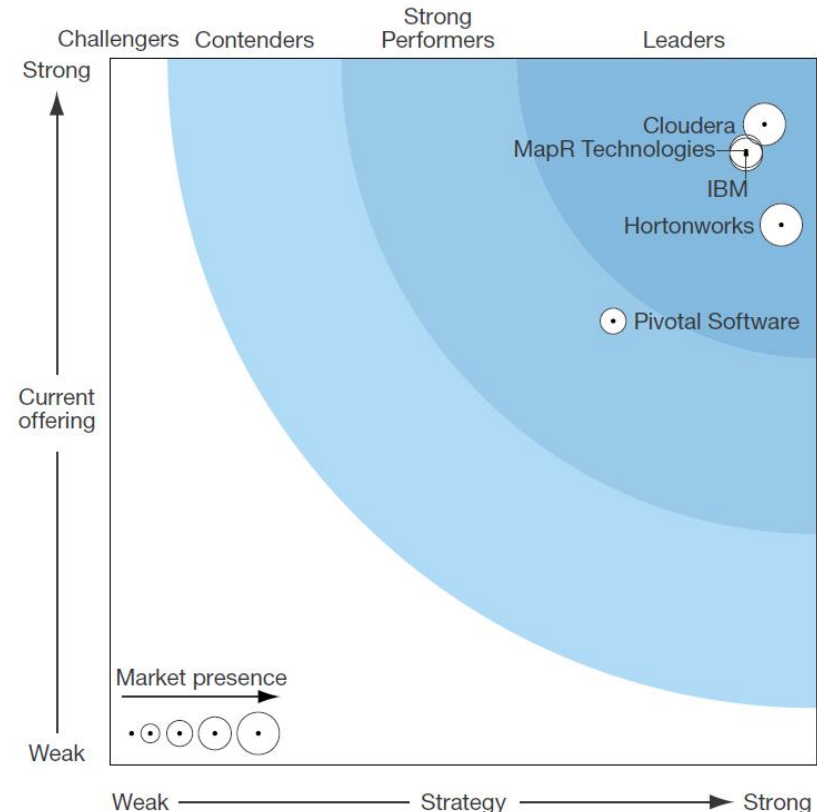 Challengers
Contenders
Strong
Performers
Leaders
Strong
Cloudera
MapR Technologies
IBM
Hortonworks
Pivotal Software
Current
offering
Market presence
Weak
Weak
Strategy
Strong